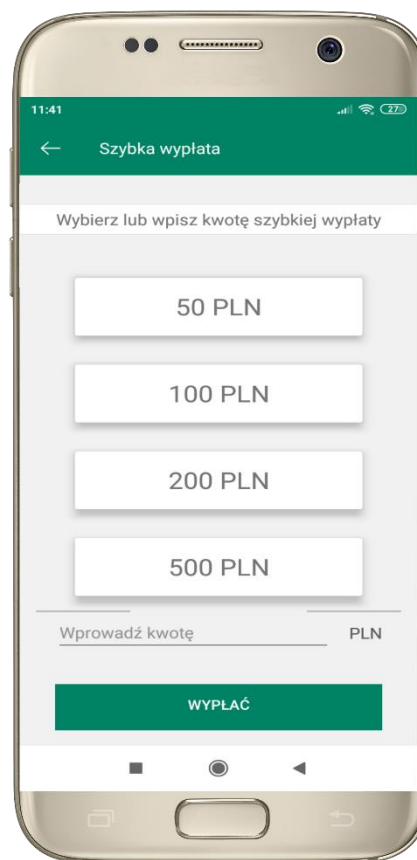 11:41
27
Szybka wypłata
Wybierz lub wpisz kwotę szybkiej wypłaty
50 PLN
100 PLN
200 PLN
500 PLN
Wprowadź kwotę PLN
WYPŁAĆ